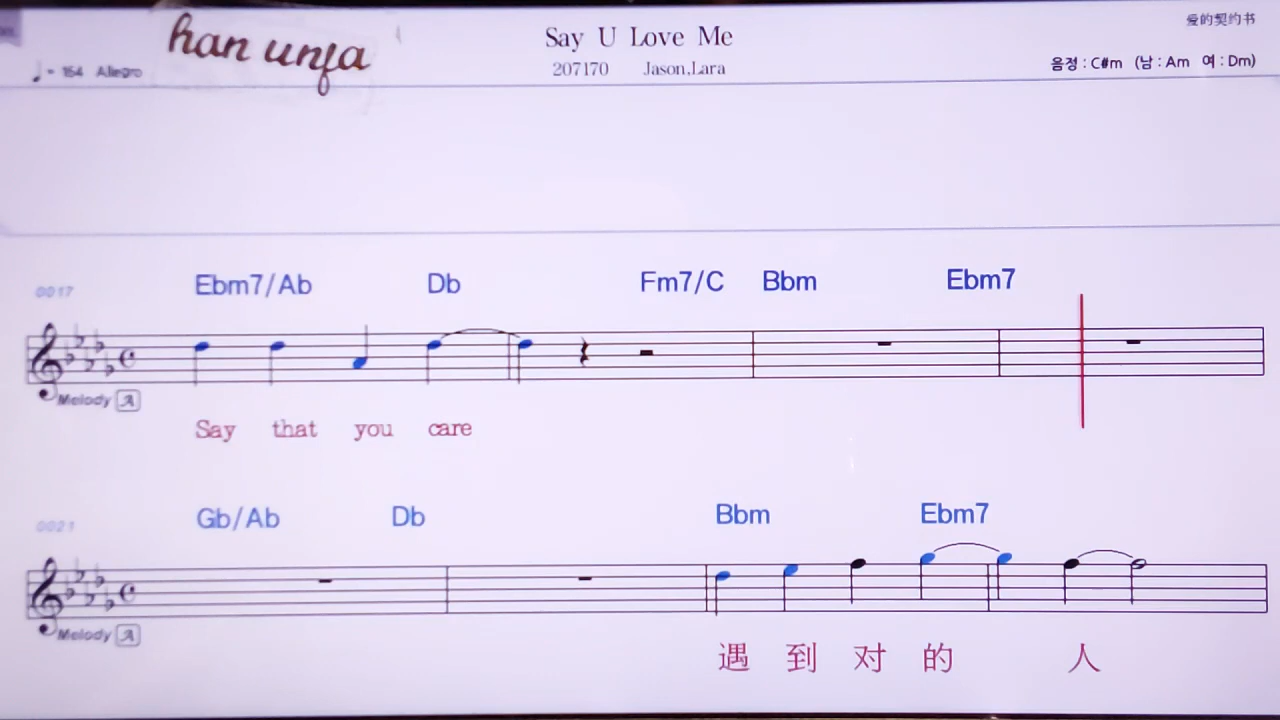 han unfa
Say U Love Me
爱的契约书
= 164 Allegro
207170 Jason,Lara
음정 : C#m (남 : Am 여 : Dm)
0017
Ebm7/Ab Db Fm7/C Bbm Ebm7
Melody A
Say that you care
0021
Gb/Ab Db Bbm Ebm7
Melody A
遇 到 对 的 人